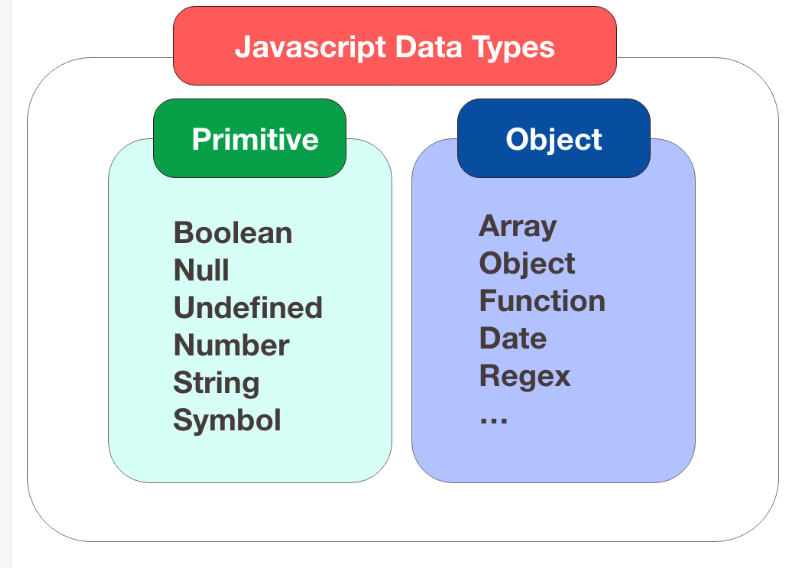 Javascript Data Types
Primitive
Boolean
Null
Undefined
Number
String
Symbol
Object
Array
Object
Function
Date
Regex
...